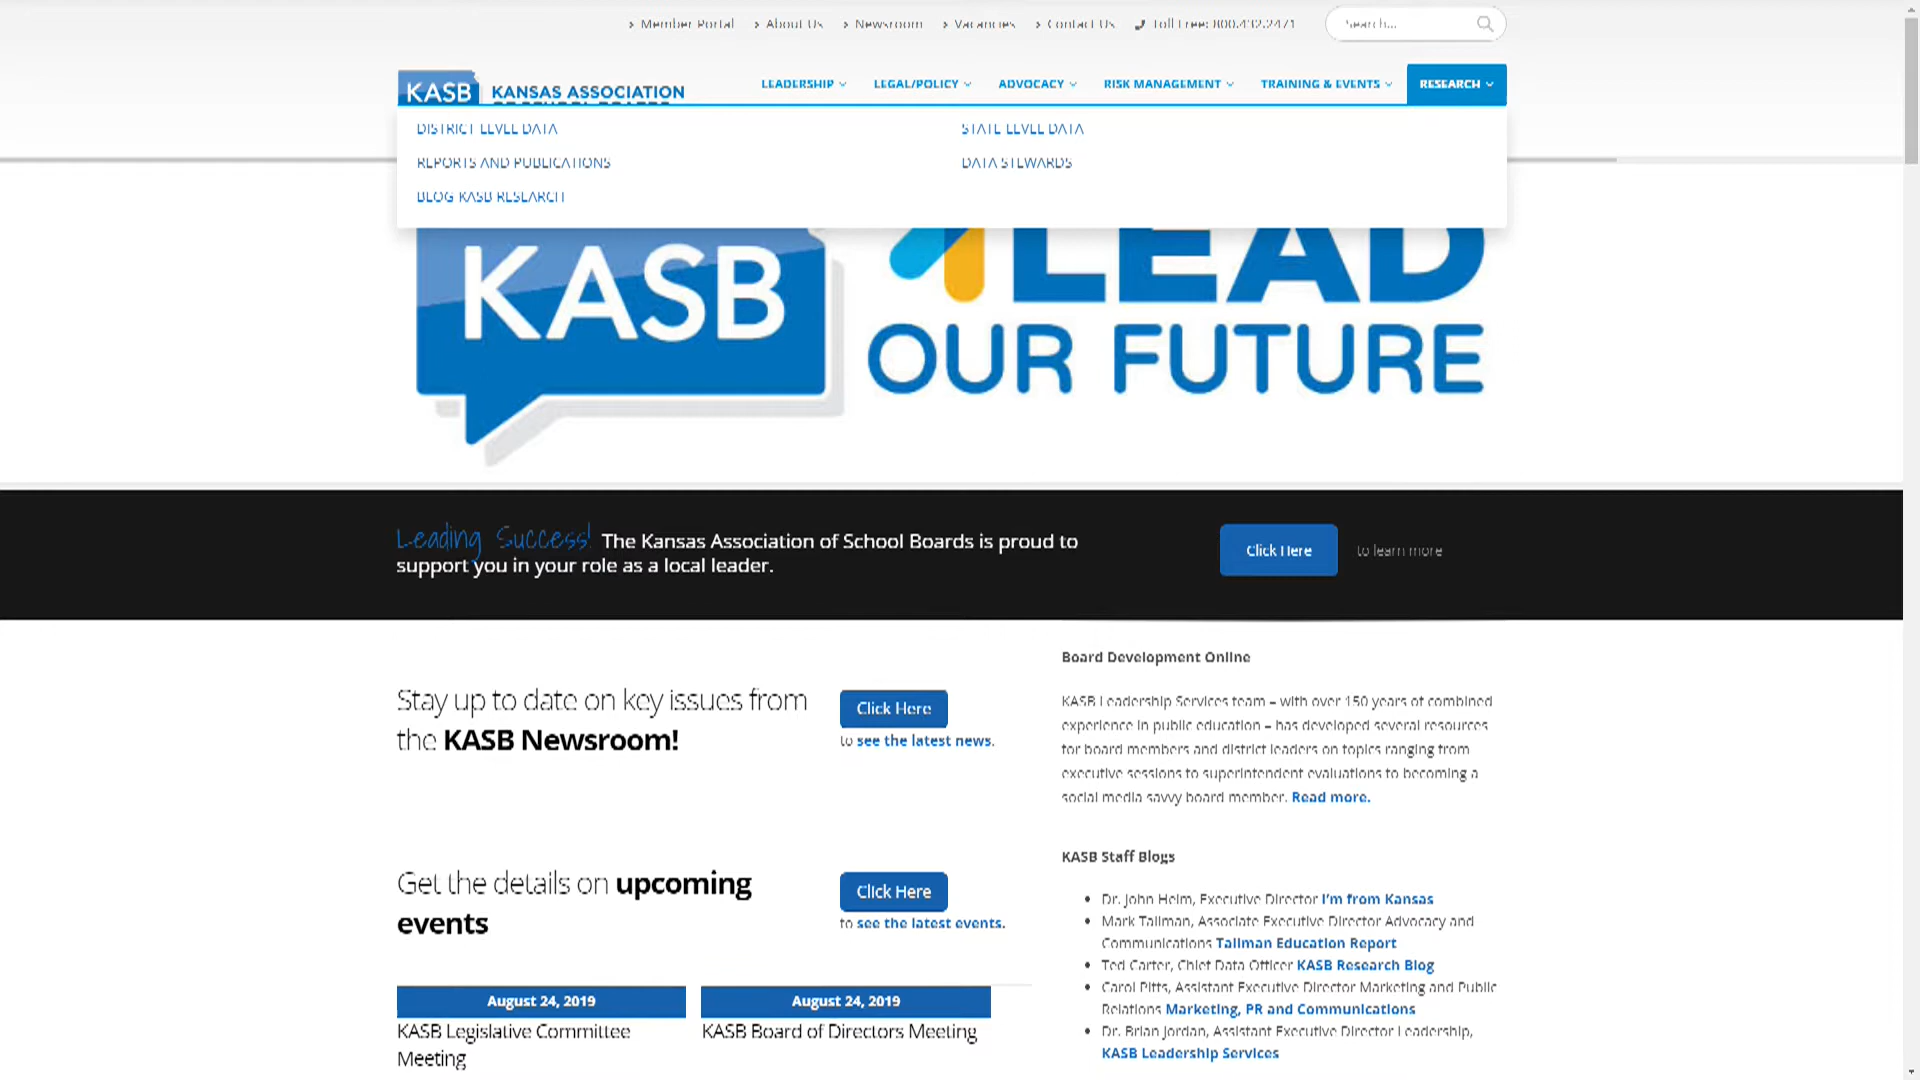 Member Portal About Us Newsroom Vacancies Contact Us Toll Free: 800.432.2471 Search...
KASB KANSAS ASSOCIATION
LEADERSHIP LEGAL/POLICY ADVOCACY RISK MANAGEMENT TRAINING & EVENTS RESEARCH
DISTRICT LEVEL DATA
STATE LEVEL DATA
REPORTS AND PUBLICATIONS
DATA STEWARDS
BLOG KASB RESEARCH
KASB
LEAD
OUR FUTURE
Leading Success! The Kansas Association of School Boards is proud to
support you in your role as a local leader.
Click Here to learn more
Stay up to date on key issues from
the KASB Newsroom!
Click Here
to see the latest news.
Get the details on upcoming
events
Click Here
to see the latest events.
August 24, 2019
KASB Legislative Committee
Meeting
August 24, 2019
KASB Board of Directors Meeting
Board Development Online
KASB Leadership Services team – with over 150 years of combined
experience in public education – has developed several resources
for board members and district leaders on topics ranging from
executive sessions to superintendent evaluations to becoming a
social media savvy board member. Read more.
KASB Staff Blogs
Dr. John Heim, Executive Director I'm from Kansas
Mark Tallman, Associate Executive Director Advocacy and
Communications Tallman Education Report
Ted Carter, Chief Data Officer KASB Research Blog
Carol Pitts, Assistant Executive Director Marketing and Public
Relations Marketing, PR and Communications
Dr. Brian Jordan, Assistant Executive Director Leadership,
KASB Leadership Services